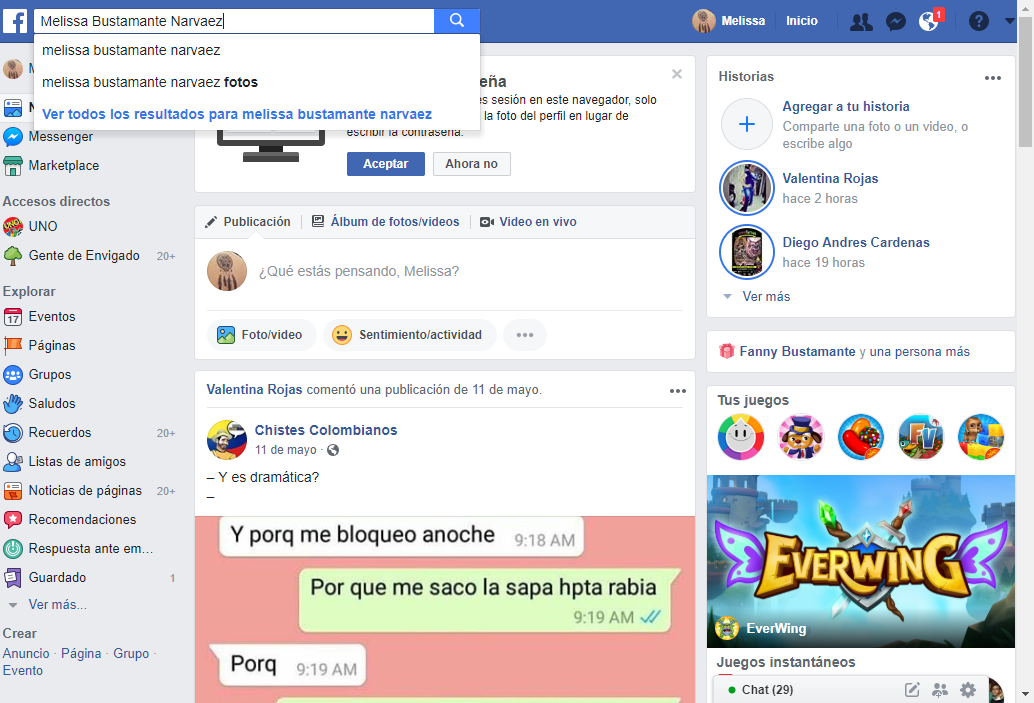 Melissa Bustamante Narvaez
Melissa
Inicio
1
melissa bustamante narvaez
melissa bustamante narvaez fotos
Ver todos los resultados para melissa bustamante narvaez
M
N
Messenger
Marketplace
Accesos directos
UNO
Gente de Envigado 20+
Explorar
17 Eventos
Páginas
Grupos
Saludos
Recuerdos 20+
Listas de amigos
Noticias de páginas 20+
Recomendaciones
Respuesta ante em...
Guardado 1
Ver más...
Crear
Anuncio · Página · Grupo ·
Evento
eña
es sesión en este navegador, solo
la foto del perfil en lugar de
escribir la contraseña.
Aceptar
Ahora no
Publicación
Álbum de fotos/videos
Video en vivo
¿Qué estás pensando, Melissa?
Foto/video
Sentimiento/actividad
Valentina Rojas comentó una publicación de 11 de mayo.
Chistes Colombianos
11 de mayo ·
– Y es dramática?
–
Y porq me bloqueo anoche 9:18 AM
Por que me saco la sapa hpta rabia
9:19 AM
Porq 9:19 AM
Historias
Agregar a tu historia
Comparte una foto o un video, o
escribe algo
Valentina Rojas
hace 2 horas
Diego Andres Cardenas
hace 19 horas
Ver más
Fanny Bustamante y una persona más
Tus juegos
FV
EVERWING
EverWing
Juegos instantáneos
Chat (29)